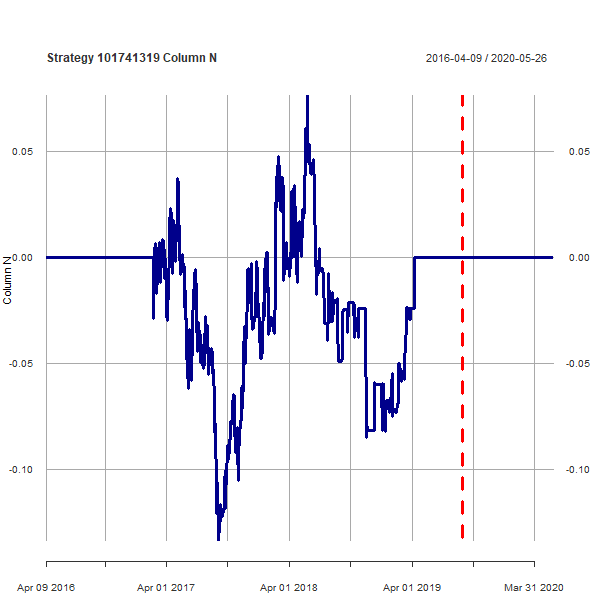 Strategy 101741319 Column N
2016-04-09 / 2020-05-26
Column N
0.05
0.05
0.00
0.00
-0.05
-0.05
-0.10
-0.10
Apr 09 2016
Apr 01 2017
Apr 01 2018
Apr 01 2019
Mar 31 2020